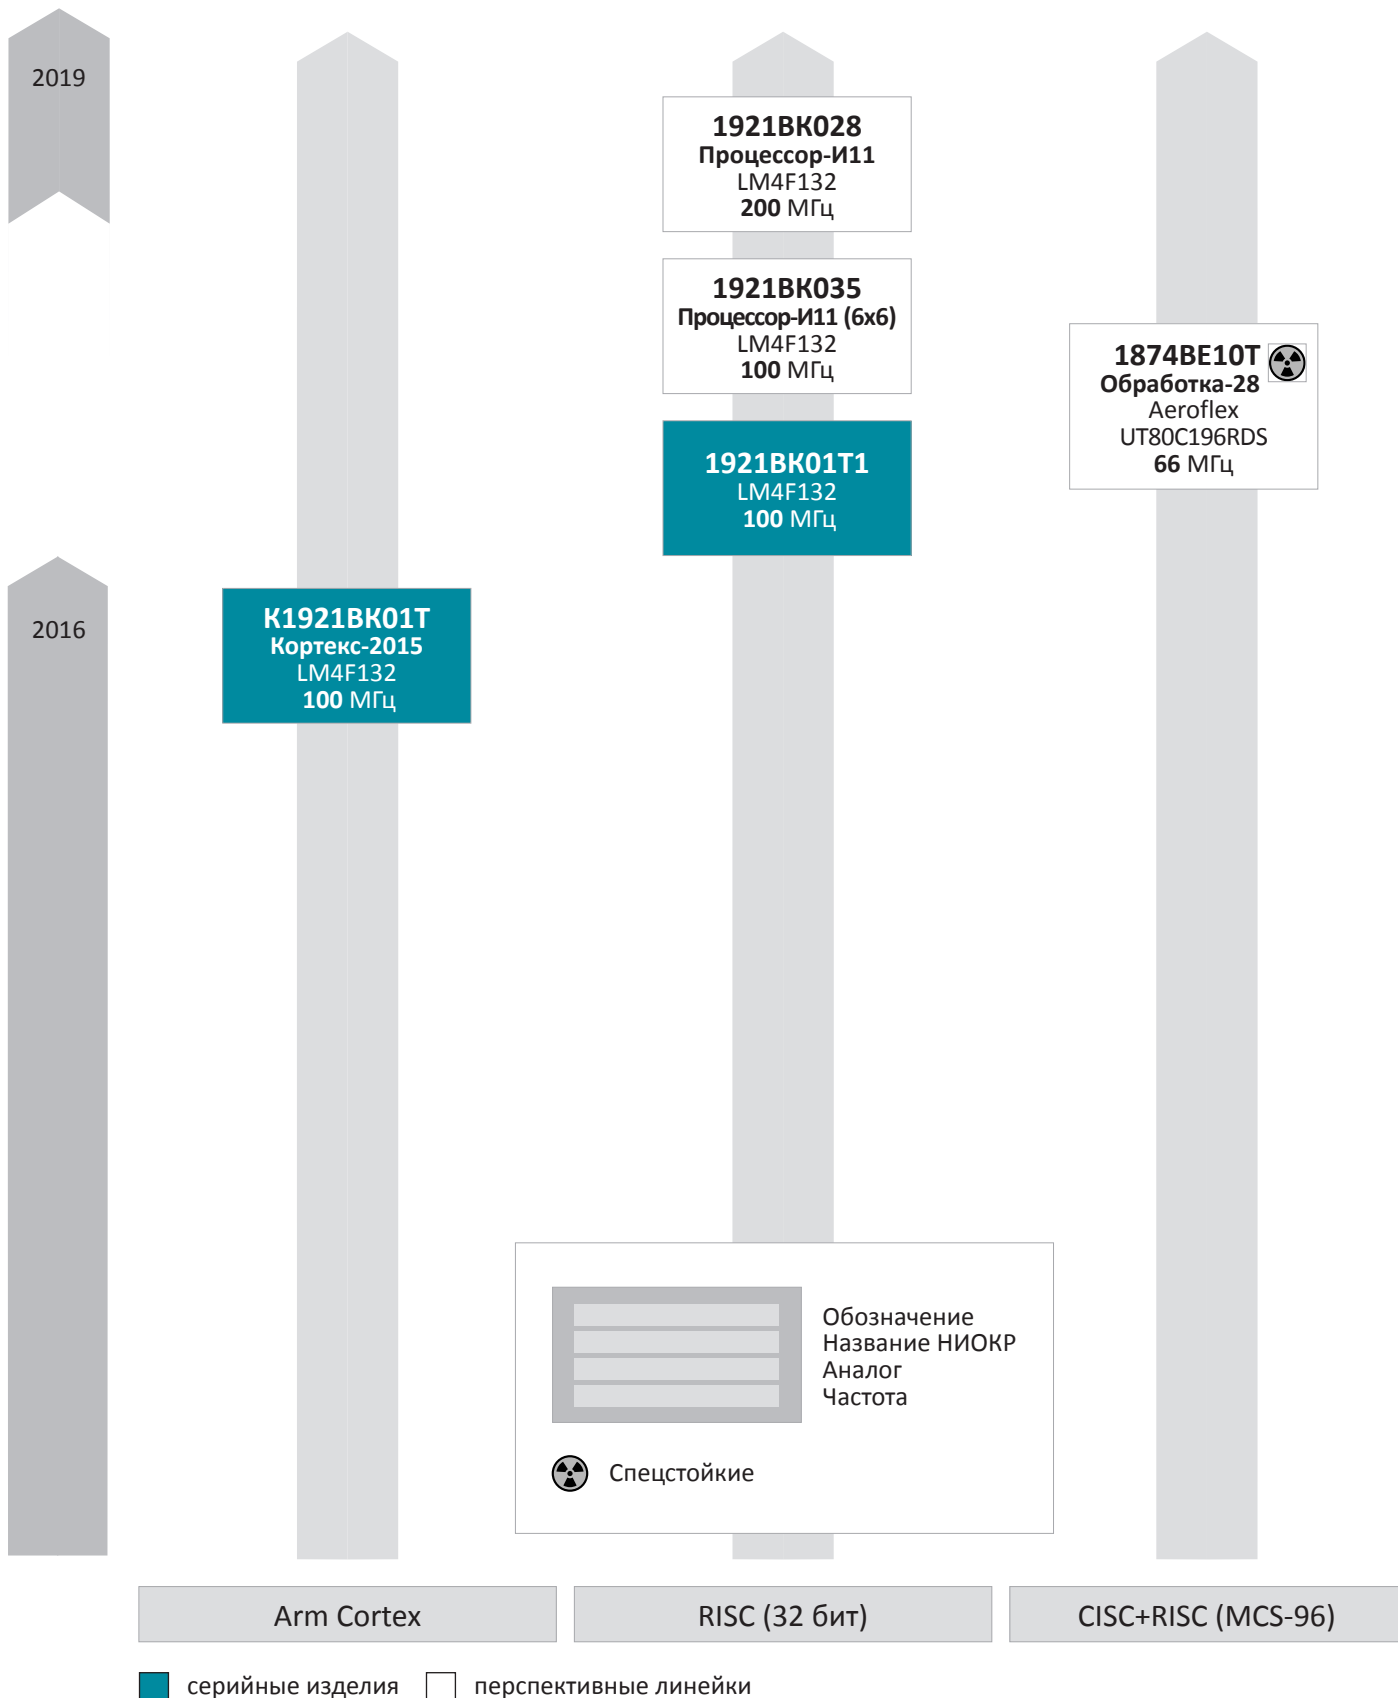 2019
1921ВК028
Процессор-И11
LM4F132
200 МГц
1921ВК035
Процессор-И11 (6х6)
LM4F132
100 МГц
1874ВЕ10Т
Обработка-28
Aeroflex
UT80C196RDS
66 МГц
1921ВК01Т1
LM4F132
100 МГц
2016
К1921ВК01Т
Кортекс-2015
LM4F132
100 МГц
Обозначение
Название НИОКР
Аналог
Частота
Спецстойкие
Arm Cortex
RISC (32 бит)
CISC+RISC (MCS-96)
серийные изделия
перспективные линейки